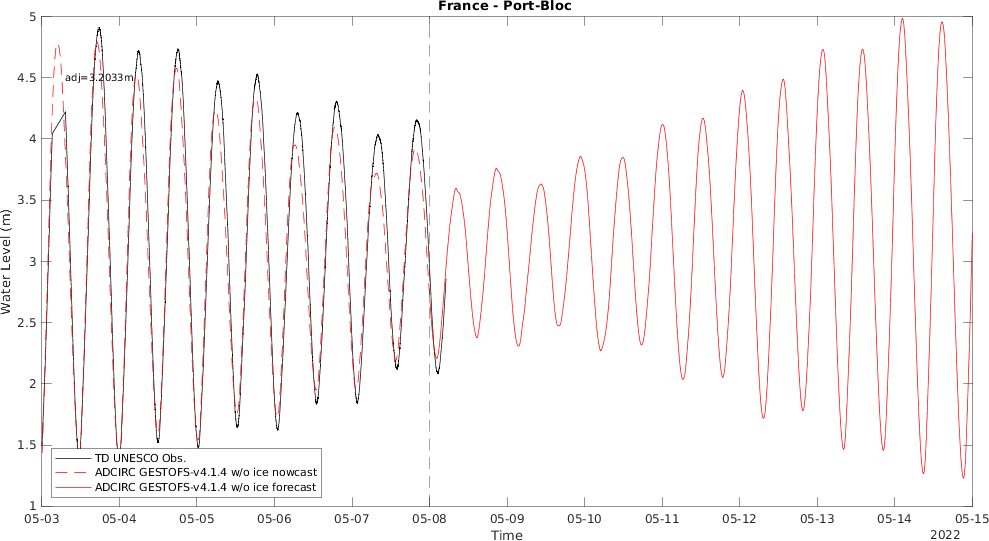 France - Port-Bloc
5
4.5
4
3.5
3
2.5
2
1.5
1
Water Level (m)
adj=3.2033m
TD UNESCO Obs.
ADCIRC GESTOFS-v4.1.4 w/o ice nowcast
ADCIRC GESTOFS-v4.1.4 w/o ice forecast
05-03 05-04 05-05 05-06 05-07 05-08 05-09 05-10 05-11 05-12 05-13 05-14 05-15
Time
2022